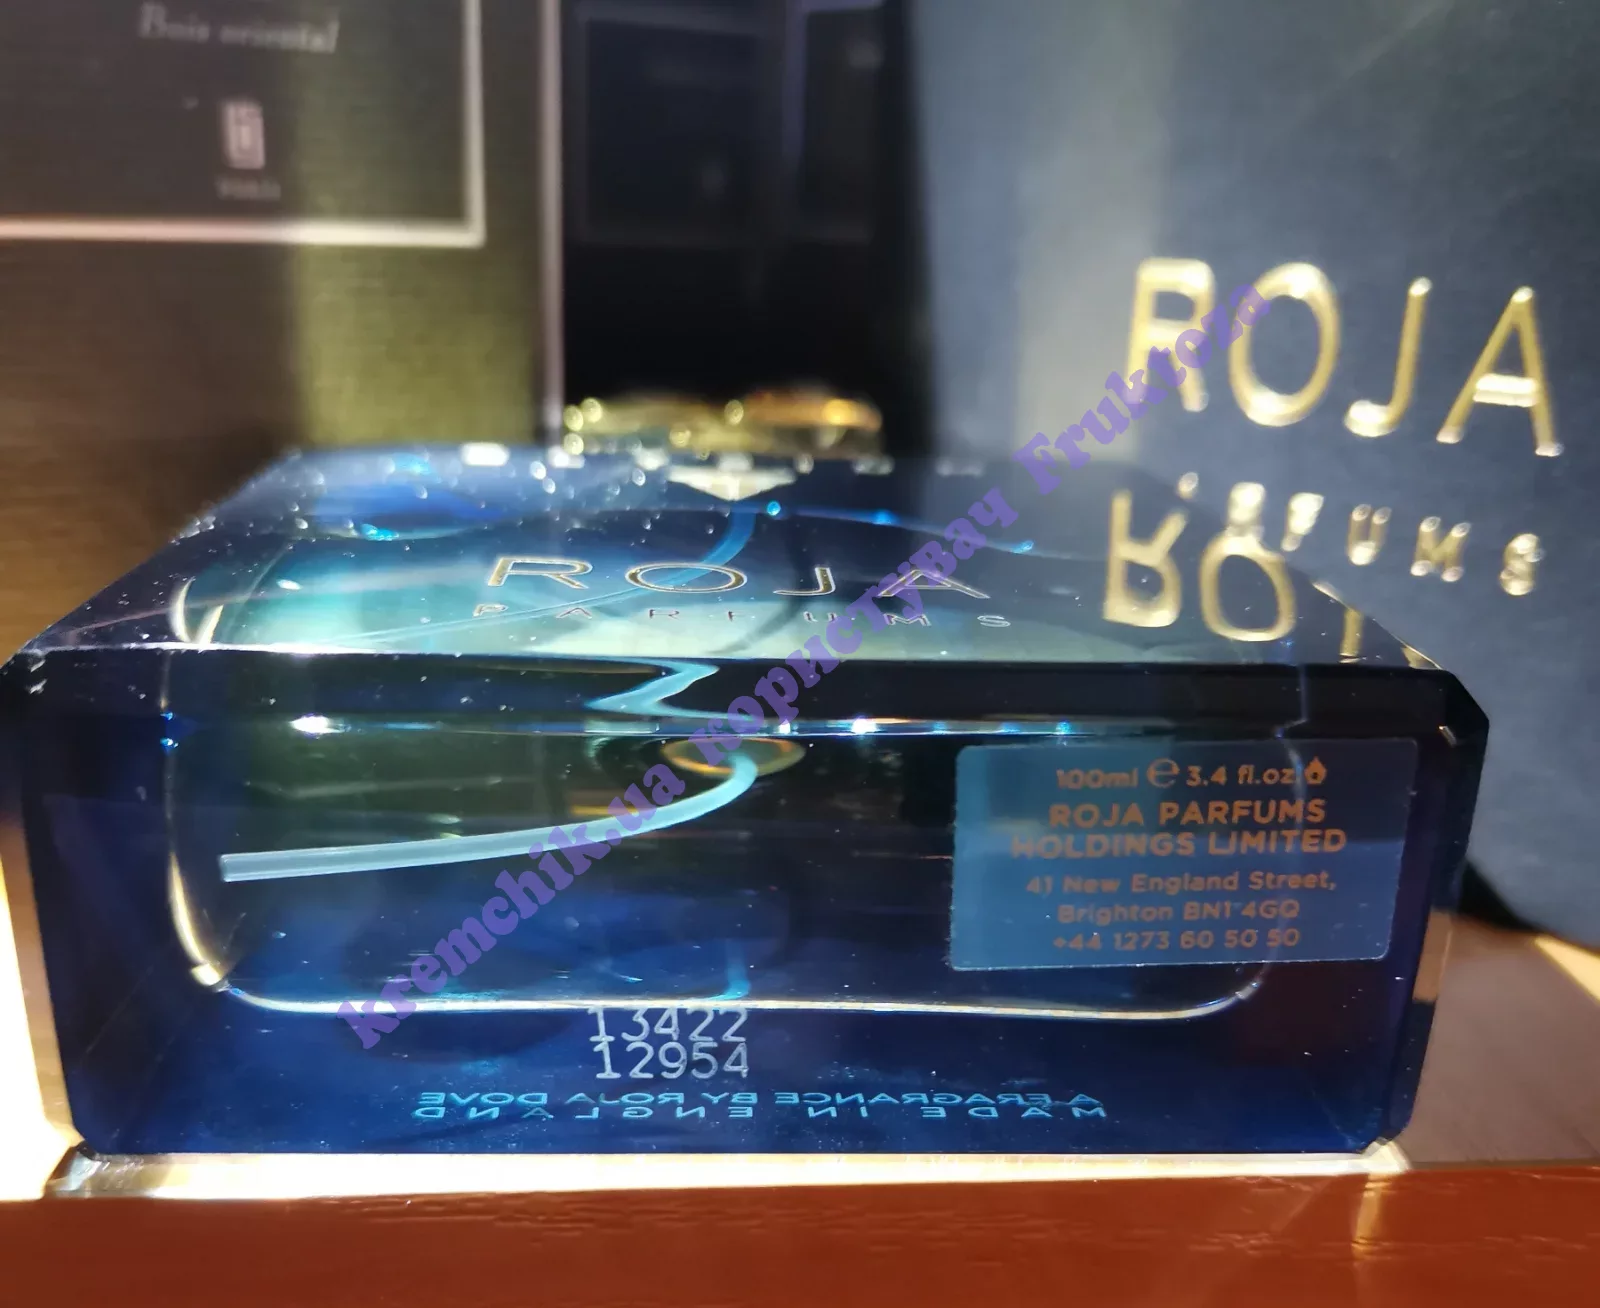 Bois oriental
ROJA
PARFUMS
ROJA
PARFUMS
100ml ℮ 3.4 fl.oz
ROJA PARFUMS
HOLDINGS LIMITED
41 New England Street,
Brighton BN1 4GQ
+44 1273 60 50 50
13422
12954
A FRAGRANCE BY ROJA DOVE
MADE IN ENGLAND
kremchik.ua користувач Fruktoza